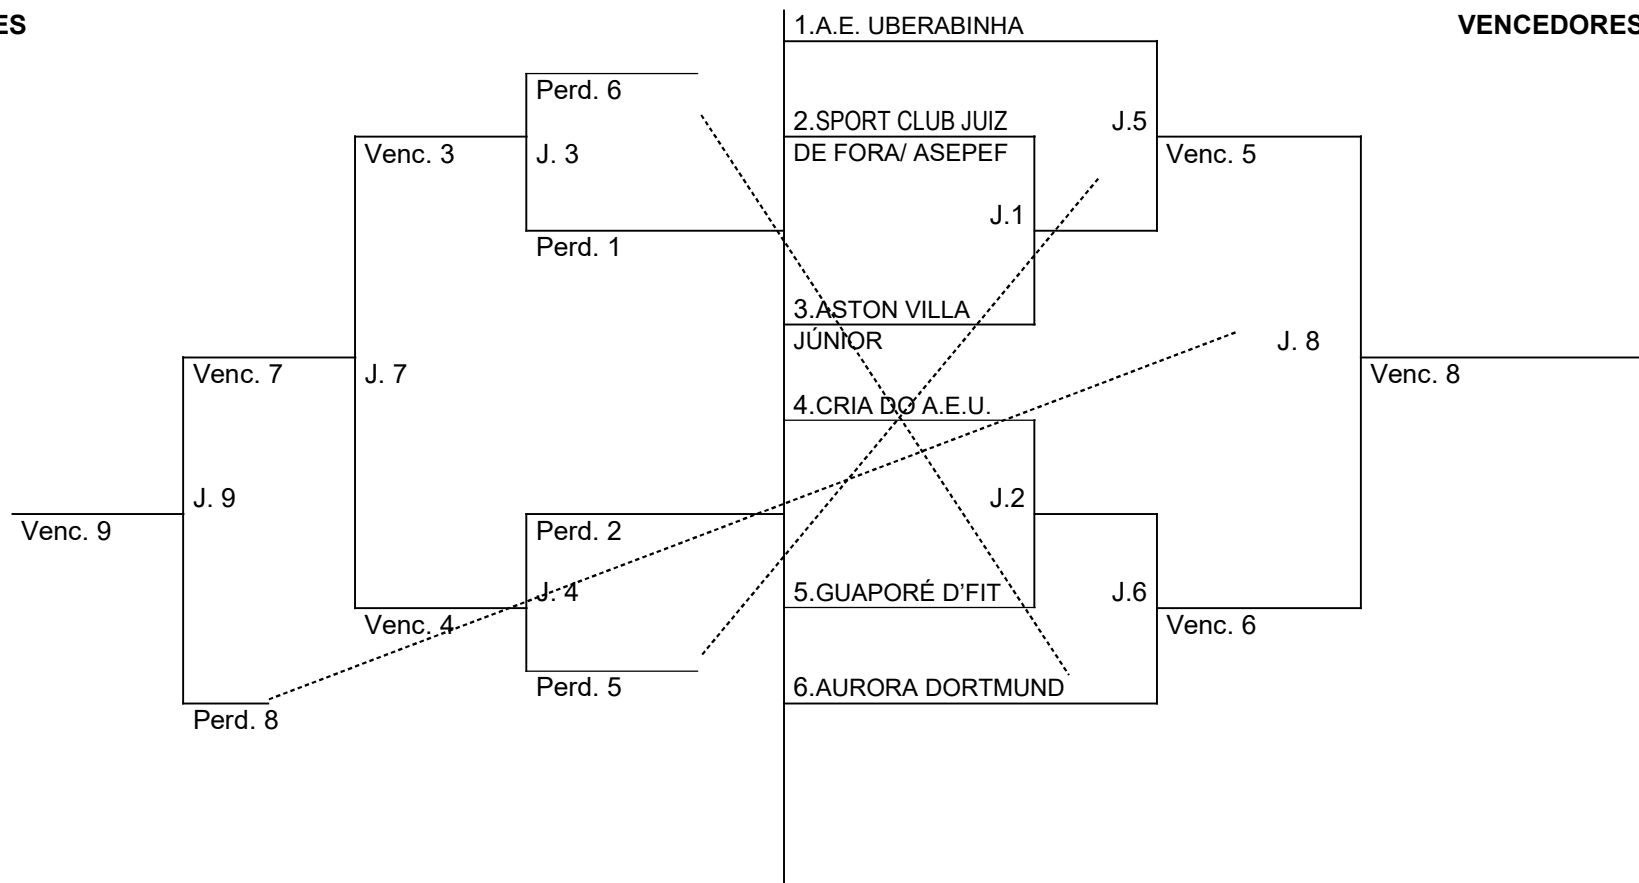 ES
VENCEDORES
1.A.E. UBERABINHA
Perd. 6
2.SPORT CLUB JUIZ
DE FORA/ ASEPEF
J.5
Venc. 3
J. 3
Venc. 5
J.1
Perd. 1
3.ASTON VILLA
JÚNIOR
J. 8
Venc. 7
J. 7
Venc. 8
4.CRIA DO A.E.U.
J. 9
J.2
Venc. 9
Perd. 2
J. 4
5.GUAPORÉ D’FIT
J.6
Venc. 4
Venc. 6
Perd. 5
6.AURORA DORTMUND
Perd. 8